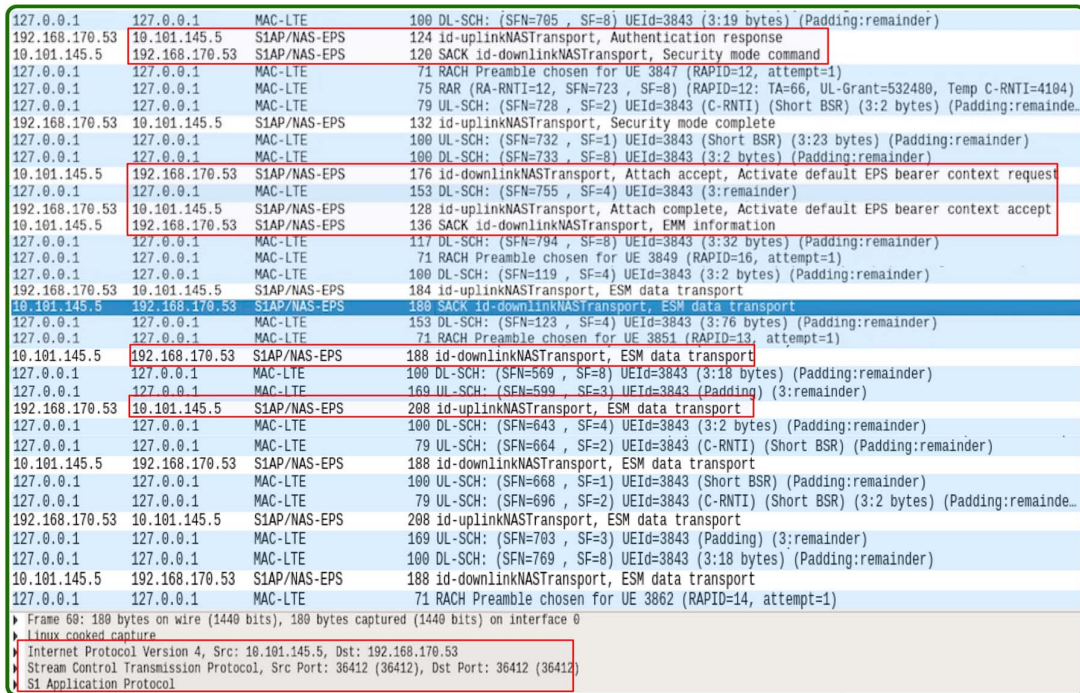 127.0.0.1 127.0.0.1 MAC-LTE 100 DL-SCH: (SFN=705 , SF=8) UEId=3843 (3:19 bytes) (Padding:remainder)
192.168.170.53 10.101.145.5 S1AP/NAS-EPS 124 id-uplinkNASTransport, Authentication response
10.101.145.5 192.168.170.53 S1AP/NAS-EPS 120 SACK id-downlinkNASTransport, Security mode command
127.0.0.1 127.0.0.1 MAC-LTE 71 RACH Preamble chosen for UE 3847 (RAPID=12, attempt=1)
127.0.0.1 127.0.0.1 MAC-LTE 75 RAR (RA-RNTI=12, SFN=723 , SF=8) (RAPID=12: TA=66, UL-Grant=532480, Temp C-RNTI=4104)
127.0.0.1 127.0.0.1 MAC-LTE 79 UL-SCH: (SFN=728 , SF=2) UEId=3843 (C-RNTI) (Short BSR) (3:2 bytes) (Padding:remainde…
192.168.170.53 10.101.145.5 S1AP/NAS-EPS 132 id-uplinkNASTransport, Security mode complete
127.0.0.1 127.0.0.1 MAC-LTE 100 UL-SCH: (SFN=732 , SF=1) UEId=3843 (Short BSR) (3:23 bytes) (Padding:remainder)
127.0.0.1 127.0.0.1 MAC-LTE 100 DL-SCH: (SFN=733 , SF=8) UEId=3843 (3:2 bytes) (Padding:remainder)
10.101.145.5 192.168.170.53 S1AP/NAS-EPS 176 id-downlinkNASTransport, Attach accept, Activate default EPS bearer context request
127.0.0.1 127.0.0.1 MAC-LTE 153 DL-SCH: (SFN=755 , SF=4) UEId=3843 (3:remainder)
192.168.170.53 10.101.145.5 S1AP/NAS-EPS 128 id-uplinkNASTransport, Attach complete, Activate default EPS bearer context accept
10.101.145.5 192.168.170.53 S1AP/NAS-EPS 136 SACK id-downlinkNASTransport, EMM information
127.0.0.1 127.0.0.1 MAC-LTE 117 DL-SCH: (SFN=794 , SF=8) UEId=3843 (3:32 bytes) (Padding:remainder)
127.0.0.1 127.0.0.1 MAC-LTE 71 RACH Preamble chosen for UE 3849 (RAPID=16, attempt=1)
127.0.0.1 127.0.0.1 MAC-LTE 100 DL-SCH: (SFN=119 , SF=4) UEId=3843 (3:2 bytes) (Padding:remainder)
192.168.170.53 10.101.145.5 S1AP/NAS-EPS 184 id-uplinkNASTransport, ESM data transport
10.101.145.5 192.168.170.53 S1AP/NAS-EPS 180 SACK id-downlinkNASTransport, ESM data transport
127.0.0.1 127.0.0.1 MAC-LTE 153 DL-SCH: (SFN=123 , SF=4) UEId=3843 (3:76 bytes) (Padding:remainder)
127.0.0.1 127.0.0.1 MAC-LTE 71 RACH Preamble chosen for UE 3851 (RAPID=13, attempt=1)
10.101.145.5 192.168.170.53 S1AP/NAS-EPS 188 id-downlinkNASTransport, ESM data transport
127.0.0.1 127.0.0.1 MAC-LTE 100 DL-SCH: (SFN=569 , SF=8) UEId=3843 (3:18 bytes) (Padding:remainder)
127.0.0.1 127.0.0.1 MAC-LTE 169 UL-SCH: (SFN=599 , SF=3) UEId=3843 (Padding) (3:remainder)
192.168.170.53 10.101.145.5 S1AP/NAS-EPS 208 id-uplinkNASTransport, ESM data transport
127.0.0.1 127.0.0.1 MAC-LTE 100 DL-SCH: (SFN=643 , SF=4) UEId=3843 (3:2 bytes) (Padding:remainder)
127.0.0.1 127.0.0.1 MAC-LTE 79 UL-SCH: (SFN=664 , SF=2) UEId=3843 (C-RNTI) (Short BSR) (Padding:remainder)
10.101.145.5 192.168.170.53 S1AP/NAS-EPS 188 id-downlinkNASTransport, ESM data transport
127.0.0.1 127.0.0.1 MAC-LTE 100 UL-SCH: (SFN=668 , SF=1) UEId=3843 (Short BSR) (Padding:remainder)
127.0.0.1 127.0.0.1 MAC-LTE 79 UL-SCH: (SFN=696 , SF=2) UEId=3843 (C-RNTI) (Short BSR) (3:2 bytes) (Padding:remainde…
192.168.170.53 10.101.145.5 S1AP/NAS-EPS 208 id-uplinkNASTransport, ESM data transport
127.0.0.1 127.0.0.1 MAC-LTE 169 UL-SCH: (SFN=703 , SF=3) UEId=3843 (Padding) (3:remainder)
127.0.0.1 127.0.0.1 MAC-LTE 100 DL-SCH: (SFN=769 , SF=8) UEId=3843 (3:18 bytes) (Padding:remainder)
10.101.145.5 192.168.170.53 S1AP/NAS-EPS 188 id-downlinkNASTransport, ESM data transport
127.0.0.1 127.0.0.1 MAC-LTE 71 RACH Preamble chosen for UE 3862 (RAPID=14, attempt=1)
Frame 60: 180 bytes on wire (1440 bits), 180 bytes captured (1440 bits) on interface 0
Linux cooked capture
Internet Protocol Version 4, Src: 10.101.145.5, Dst: 192.168.170.53
Stream Control Transmission Protocol, Src Port: 36412 (36412), Dst Port: 36412 (36412)
S1 Application Protocol